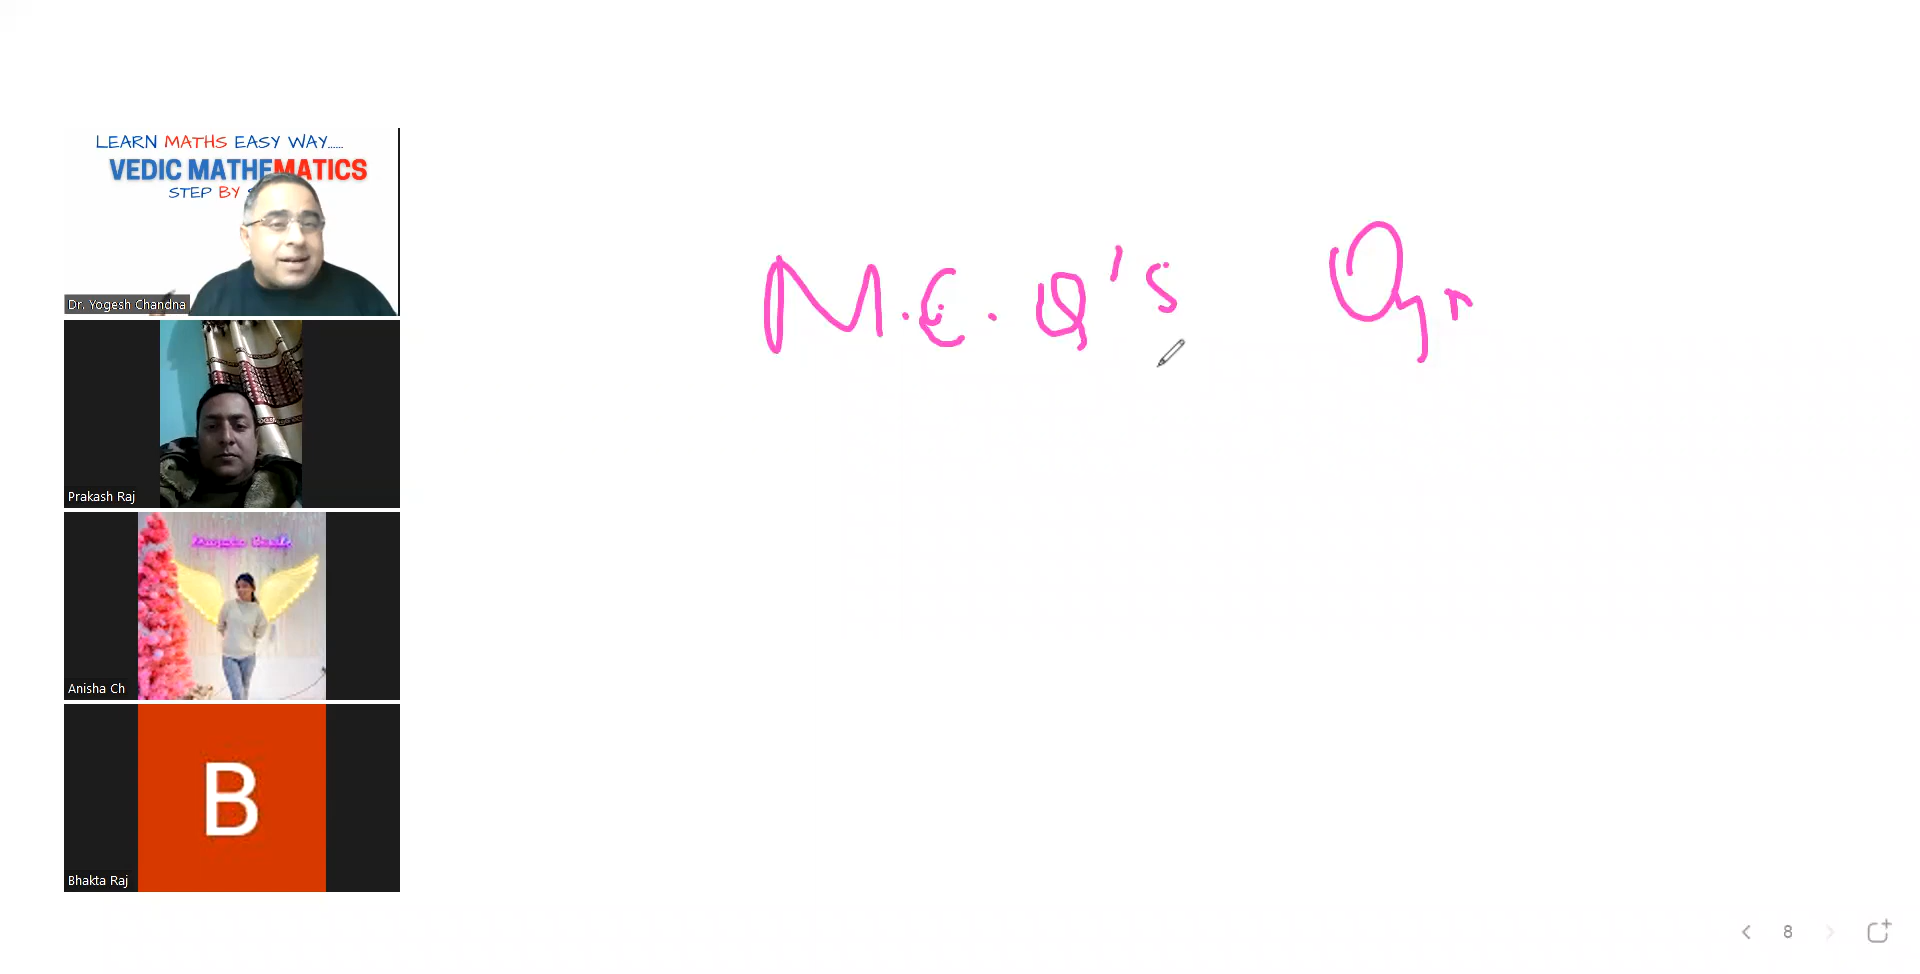 LEARN MATHS EASY WAY......
VEDIC MATHEMATICS
STEP BY
Dr. Yogesh Chandna
Prakash Raj
Anisha Ch
B
Bhakta Raj
M.C.Q's
8